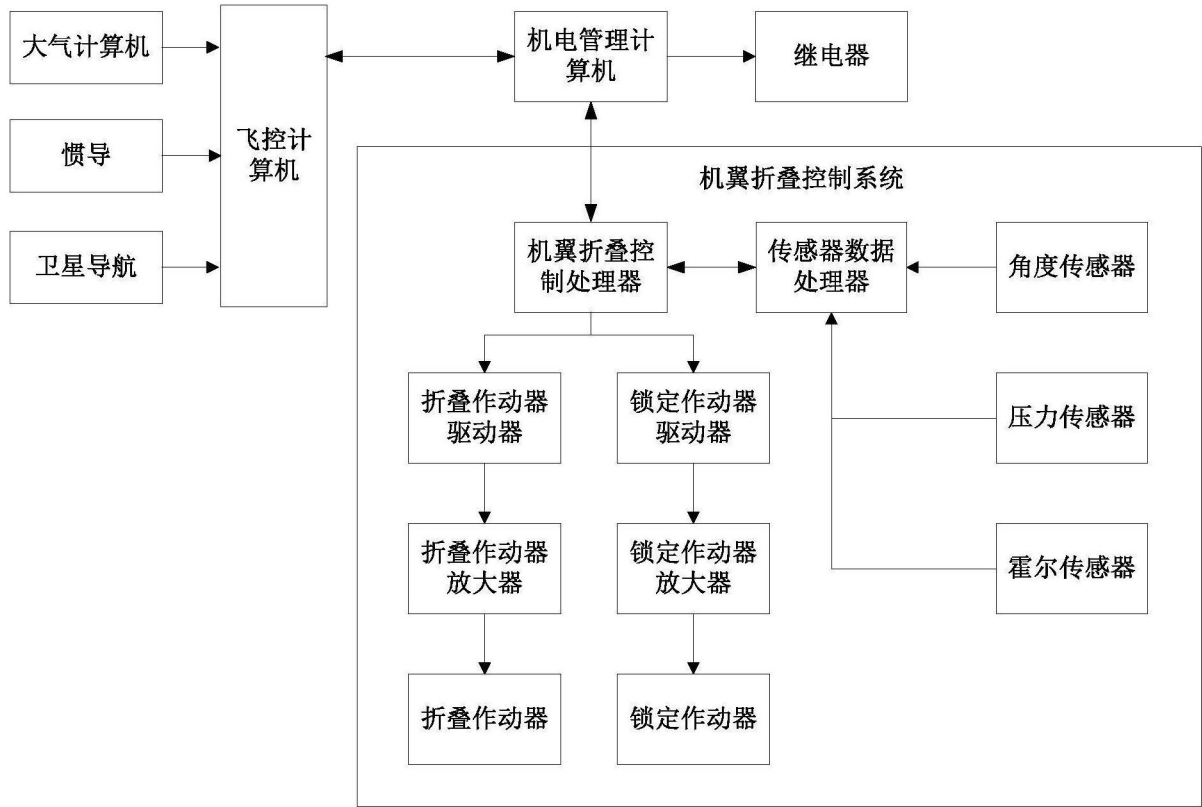 大气计算机
惯导
卫星导航
飞控计
算机
机电管理计
算机
继电器
机翼折叠控制系统
机翼折叠控
制处理器
传感器数据
处理器
角度传感器
折叠作动器
驱动器
锁定作动器
驱动器
压力传感器
折叠作动器
放大器
锁定作动器
放大器
霍尔传感器
折叠作动器
锁定作动器